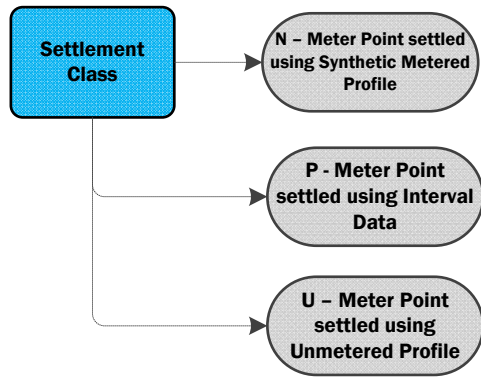 Settlement
Class
N – Meter Point settled
using Synthetic Metered
Profile
P - Meter Point
settled using Interval
Data
U – Meter Point
settled using
Unmetered Profile